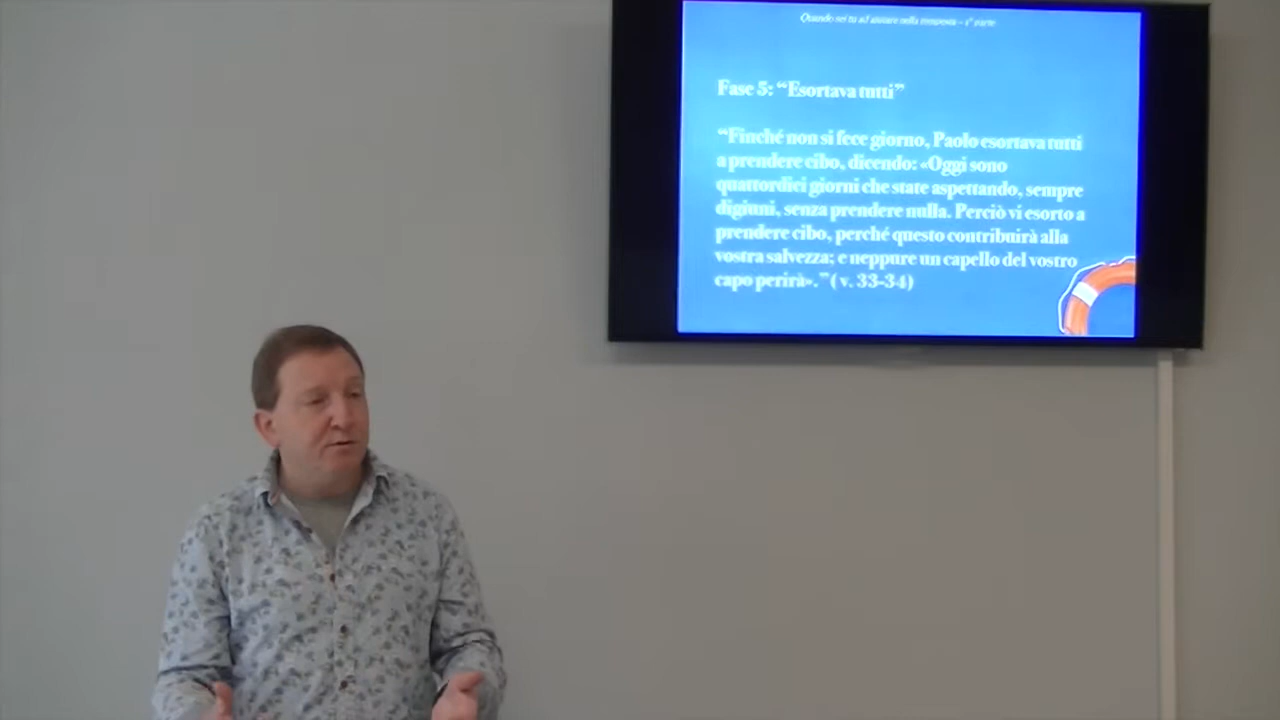 Quando sei tu ad aiutare nella tempesta – 1° parte
Fase 5: “Esortava tutti”
“Finché non si fece giorno, Paolo esortava tutti
a prendere cibo, dicendo: «Oggi sono
quattordici giorni che state aspettando, sempre
digiuni, senza prendere nulla. Perciò vi esorto a
prendere cibo, perché questo contribuirà alla
vostra salvezza; e neppure un capello del vostro
capo perirà».”( v. 33-34)